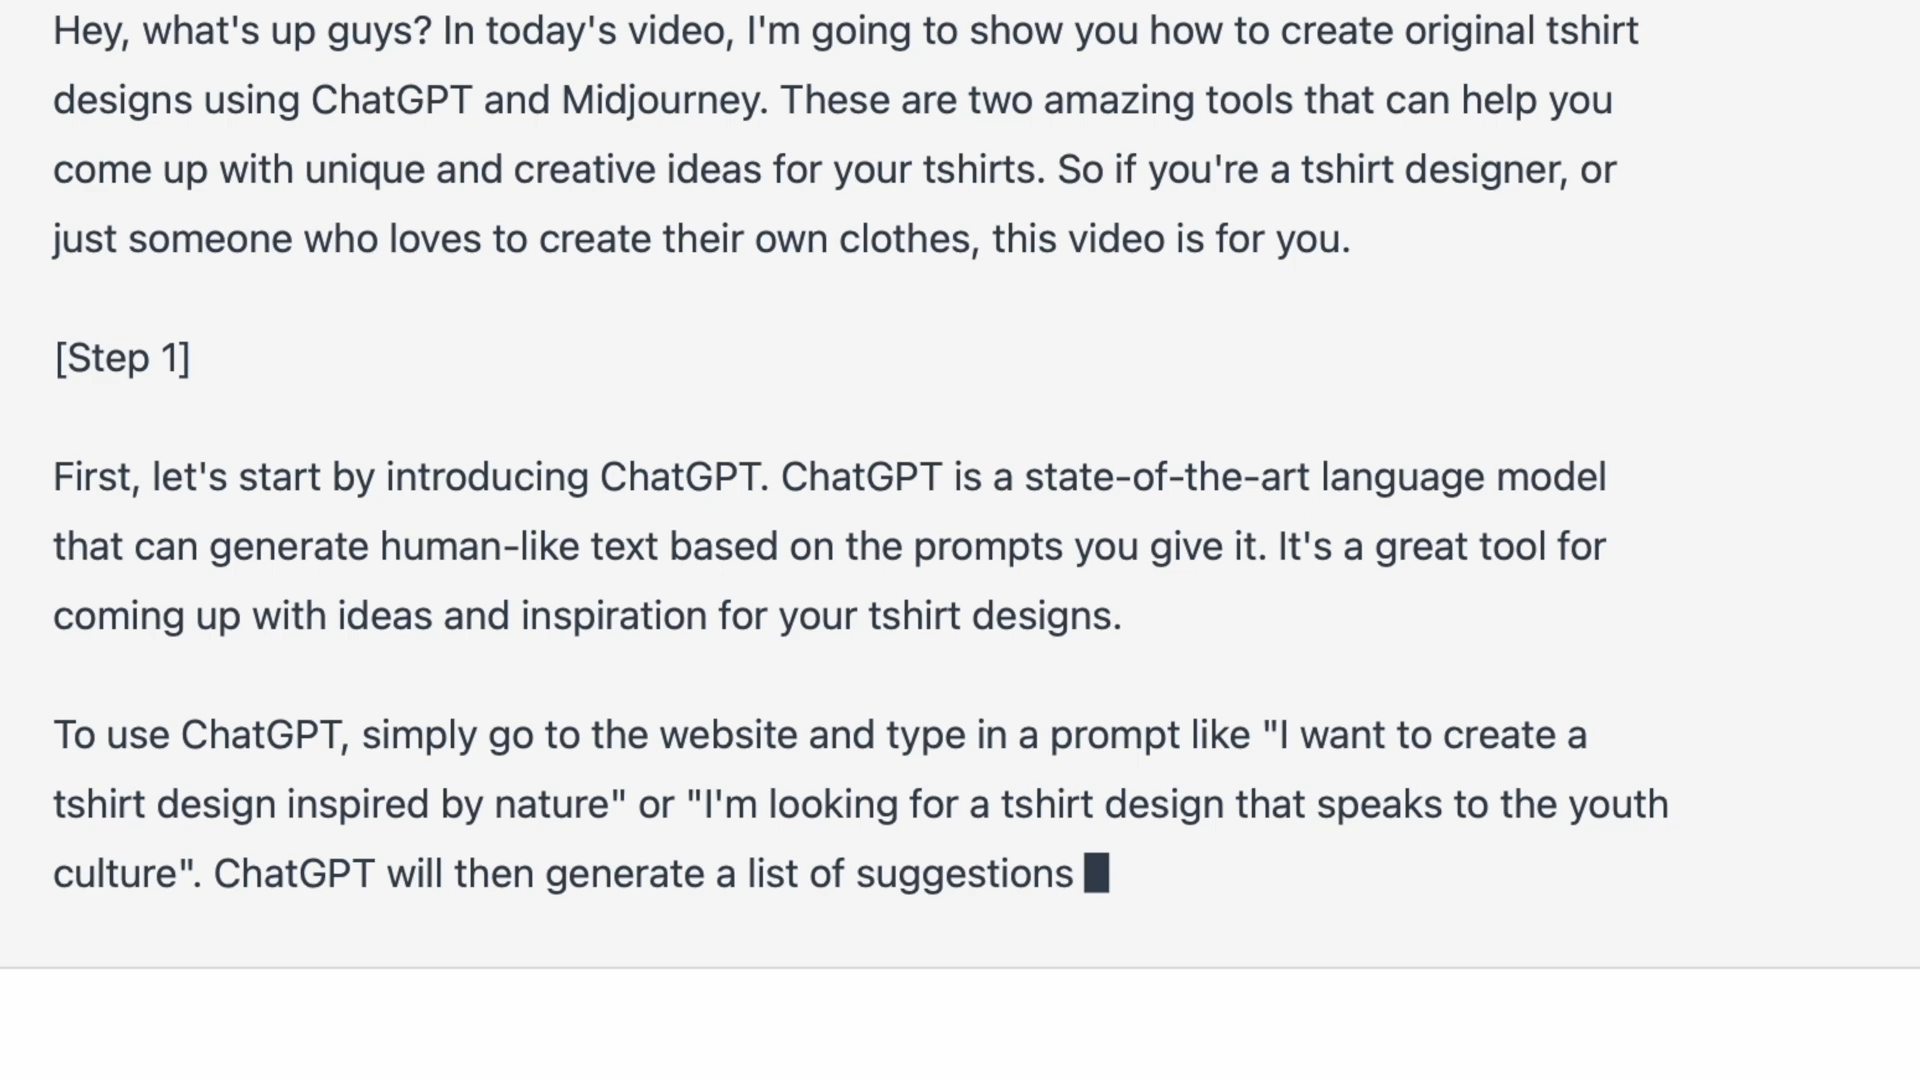 Hey, what's up guys? In today's video, I'm going to show you how to create original tshirt
designs using ChatGPT and Midjourney. These are two amazing tools that can help you
come up with unique and creative ideas for your tshirts. So if you're a tshirt designer, or
just someone who loves to create their own clothes, this video is for you.
[Step 1]
First, let's start by introducing ChatGPT. ChatGPT is a state-of-the-art language model
that can generate human-like text based on the prompts you give it. It's a great tool for
coming up with ideas and inspiration for your tshirt designs.
To use ChatGPT, simply go to the website and type in a prompt like "I want to create a
tshirt design inspired by nature" or "I'm looking for a tshirt design that speaks to the youth
culture". ChatGPT will then generate a list of suggestions